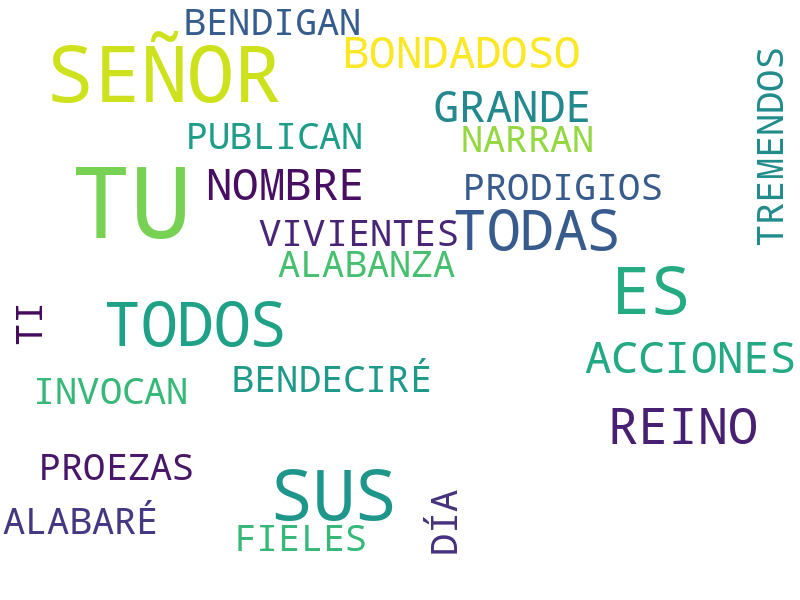 BENDIGAN
SEÑOR
BONDADOSO
GRANDE
TREMENDOS
PUBLICAN
NARRAN
TU
NOMBRE
PRODIGIOS
VIVIENTES
TODAS
ALABANZA
ES
TI
TODOS
ACCIONES
INVOCAN
BENDECIRÉ
REINO
PROEZAS
SUS
ALABARÉ
DÍA
FIELES